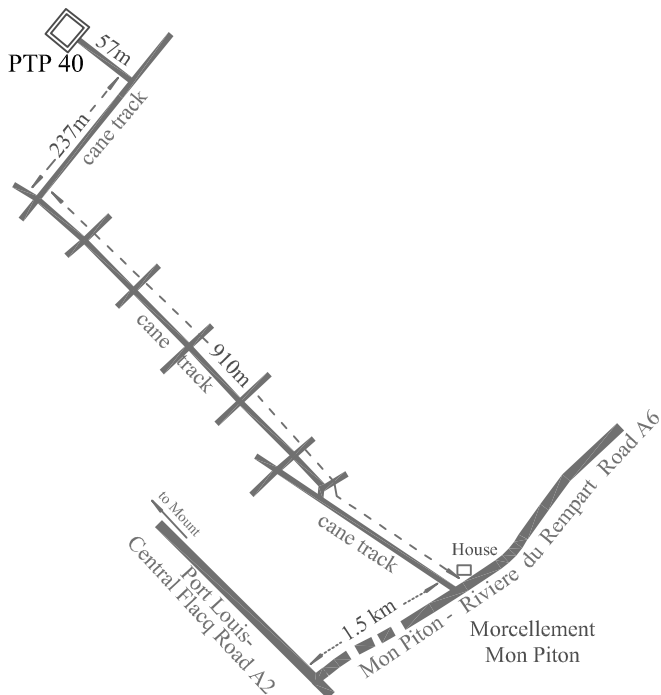 57m
PTP 40
237m
cane track
cane track
910m
to Mount
cane track
House
Port Louis-
Central Flacq Road A2
1.5 km
Mon Piton - Riviere du Rempart Road A6
Morcellement
Mon Piton